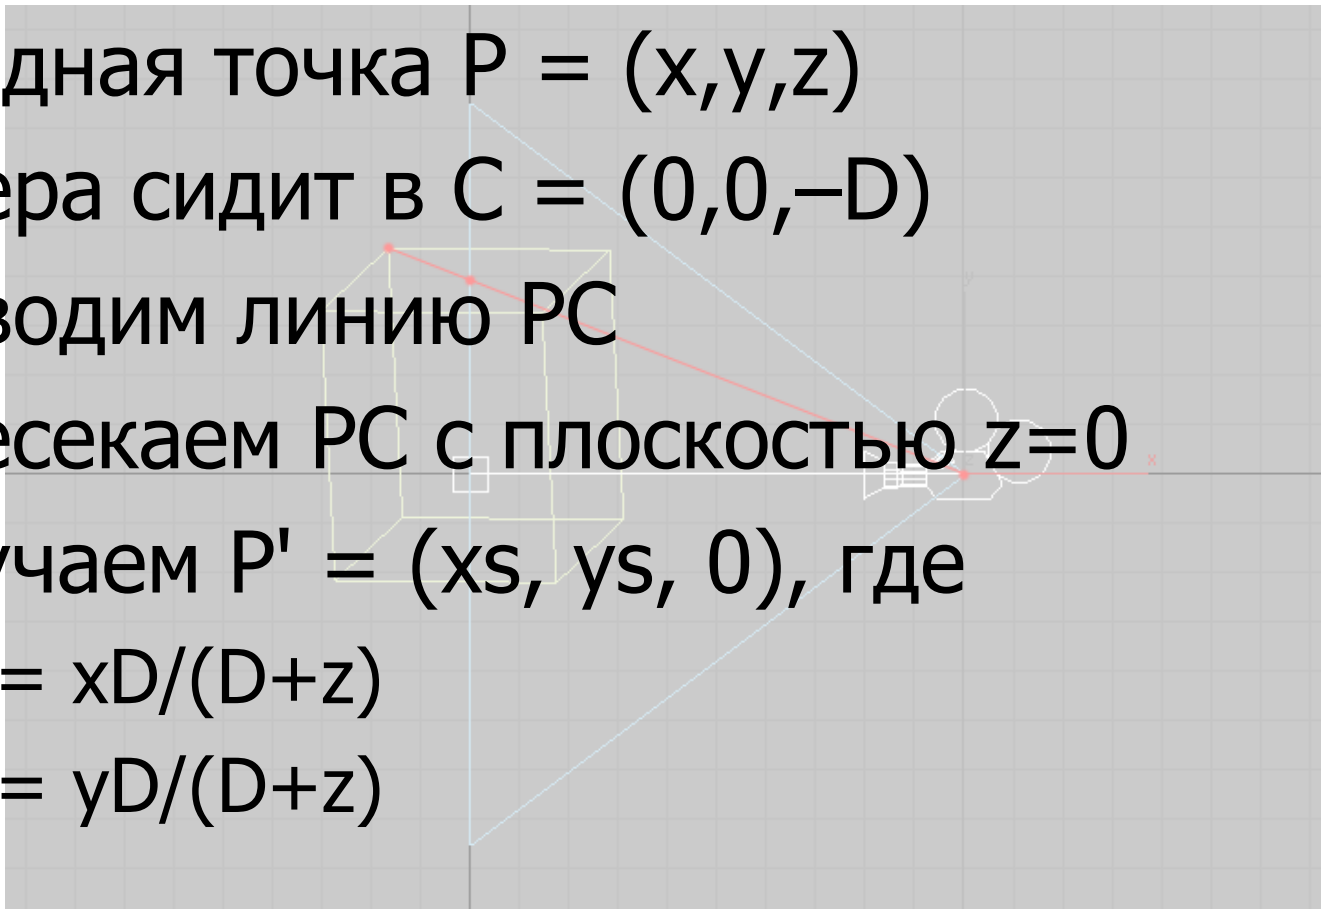 дная точка P = (x,y,z)
ера сидит в C = (0,0,–D)
водим линию PC
y
есекаем PC с плоскостью z=0
x
учаем P' = (xs, ys, 0), где
= xD/(D+z)
= yD/(D+z)